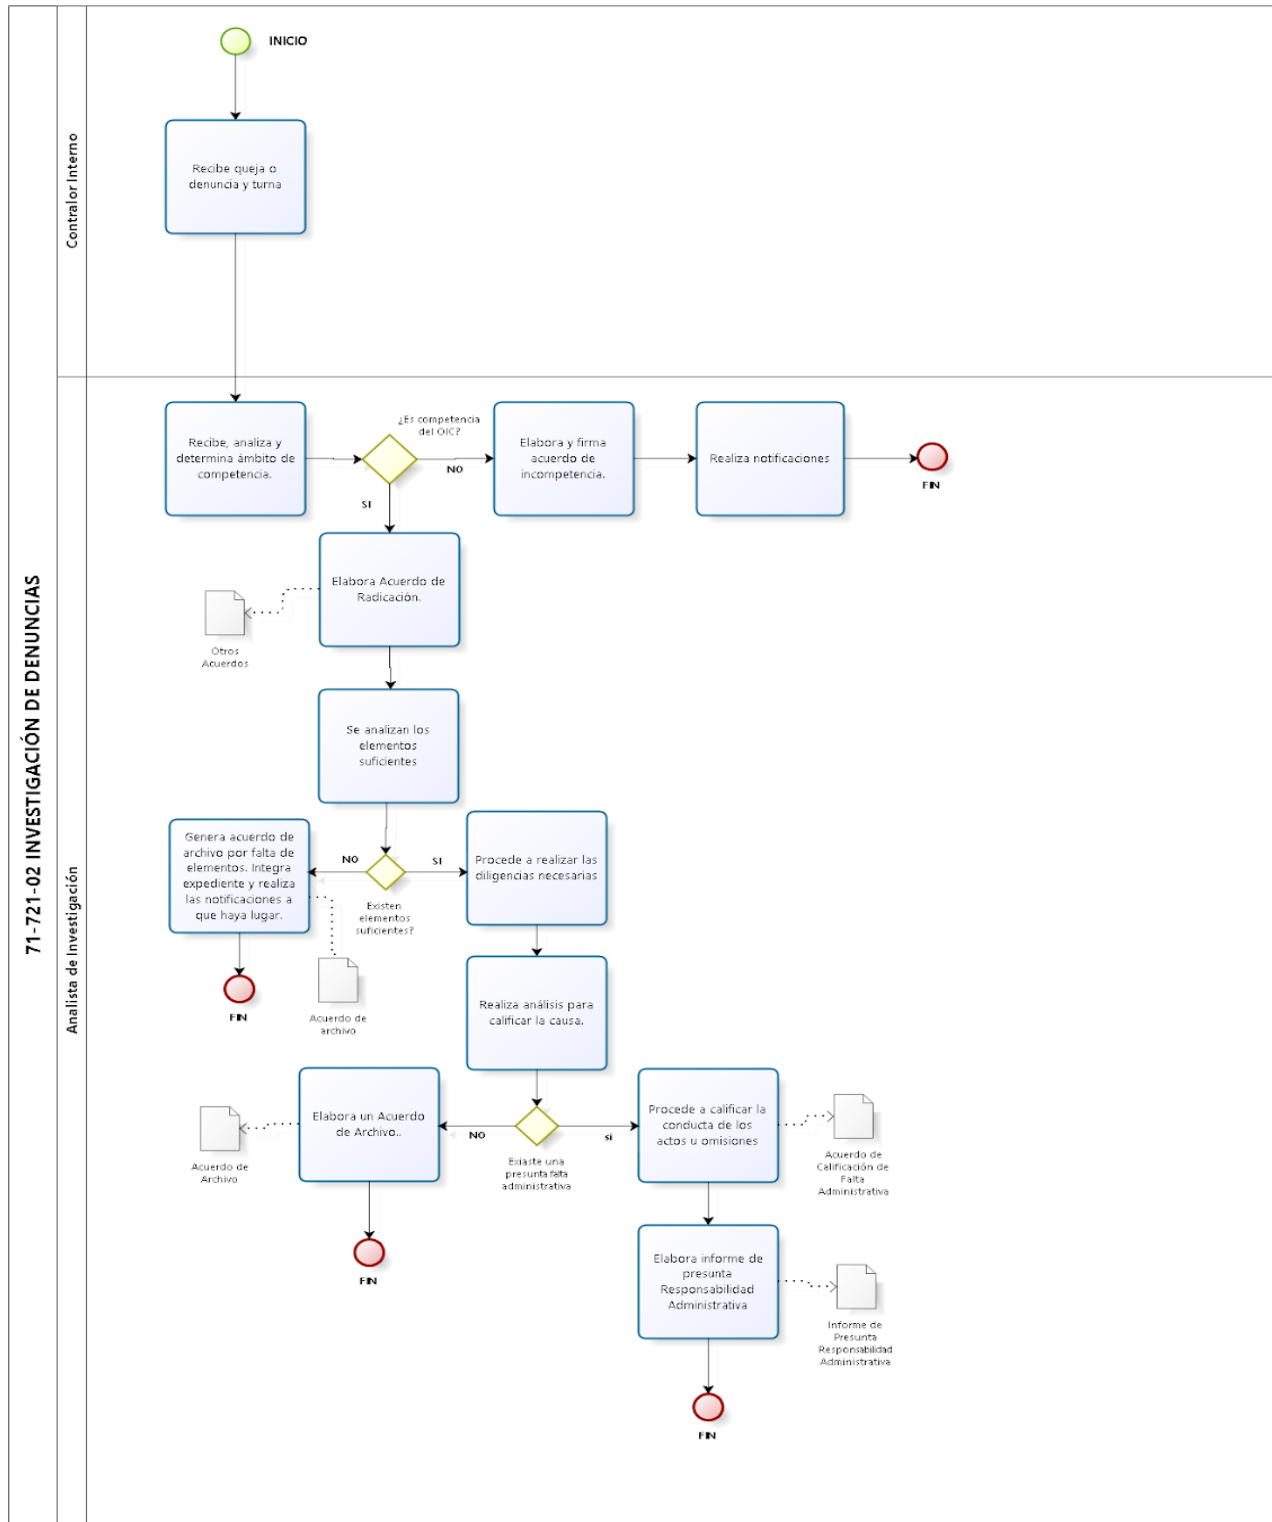 71-721-02 INVESTIGACIÓN DE DENUNCIAS
Contralor Interno
INICIO
Recibe queja o
denuncia y turna
Analista de Investigación
Recibe, analiza y
determina ámbito de
competencia.
¿Es competencia
del OIC?
NO
SI
Elabora y firma
acuerdo de
incompetencia.
Realiza notificaciones
FIN
Elabora Acuerdo de
Radicación.
Otros
Acuerdos
Se analizan los
elementos
suficientes
Genera acuerdo de
archivo por falta de
elementos. Integra
expediente y realiza
las notificaciones a
que haya lugar.
NO
SI
Existen
elementos
suficientes?
Procede a realizar las
diligencias necesarias
FIN
Acuerdo de
archivo
Realiza análisis para
calificar la causa.
Acuerdo de
Archivo
Elabora un Acuerdo
de Archivo..
NO
si
Exiaste una
presunta falta
administrativa
Procede a calificar la
conducta de los
actos u omisiones
Acuerdo de
Calificación de
Falta
Administrativa
FIN
Elabora informe de
presunta
Responsabilidad
Administrativa
Informe de
Presunta
Responsabilidad
Administrativa
FIN